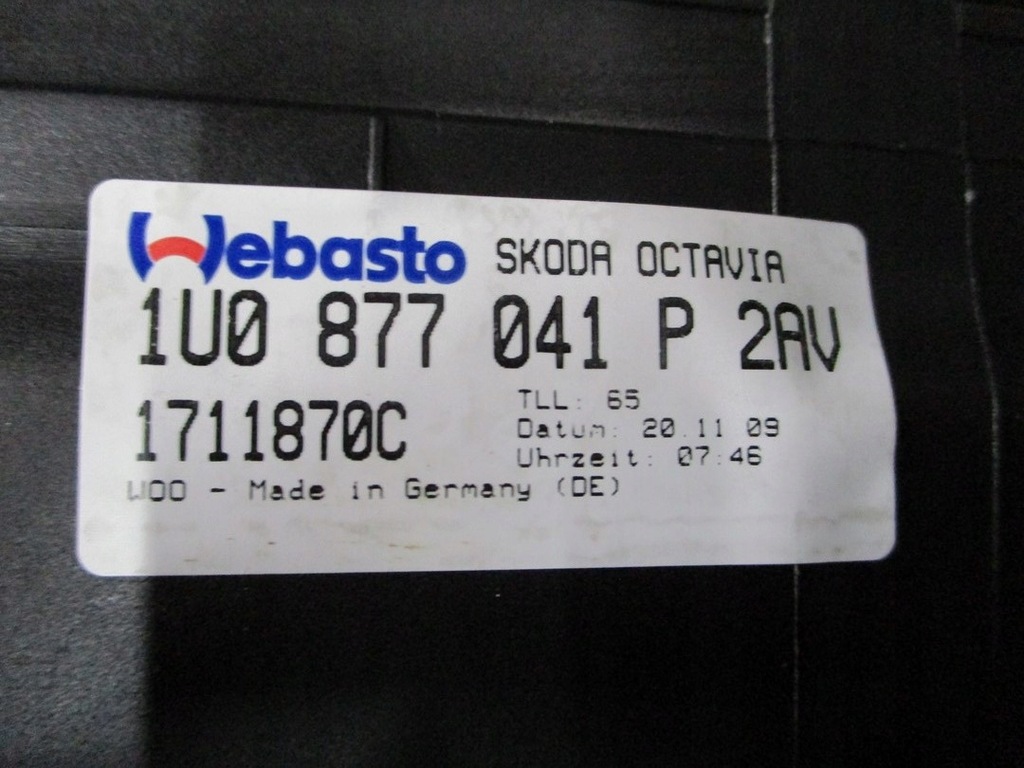 Webasto SKODA OCTAVIA
1U0 877 041 P 2AV
1711870C
TLL: 65
Datum: 20.11.09
Uhrzeit: 07:46
WOO - Made in Germany (DE)